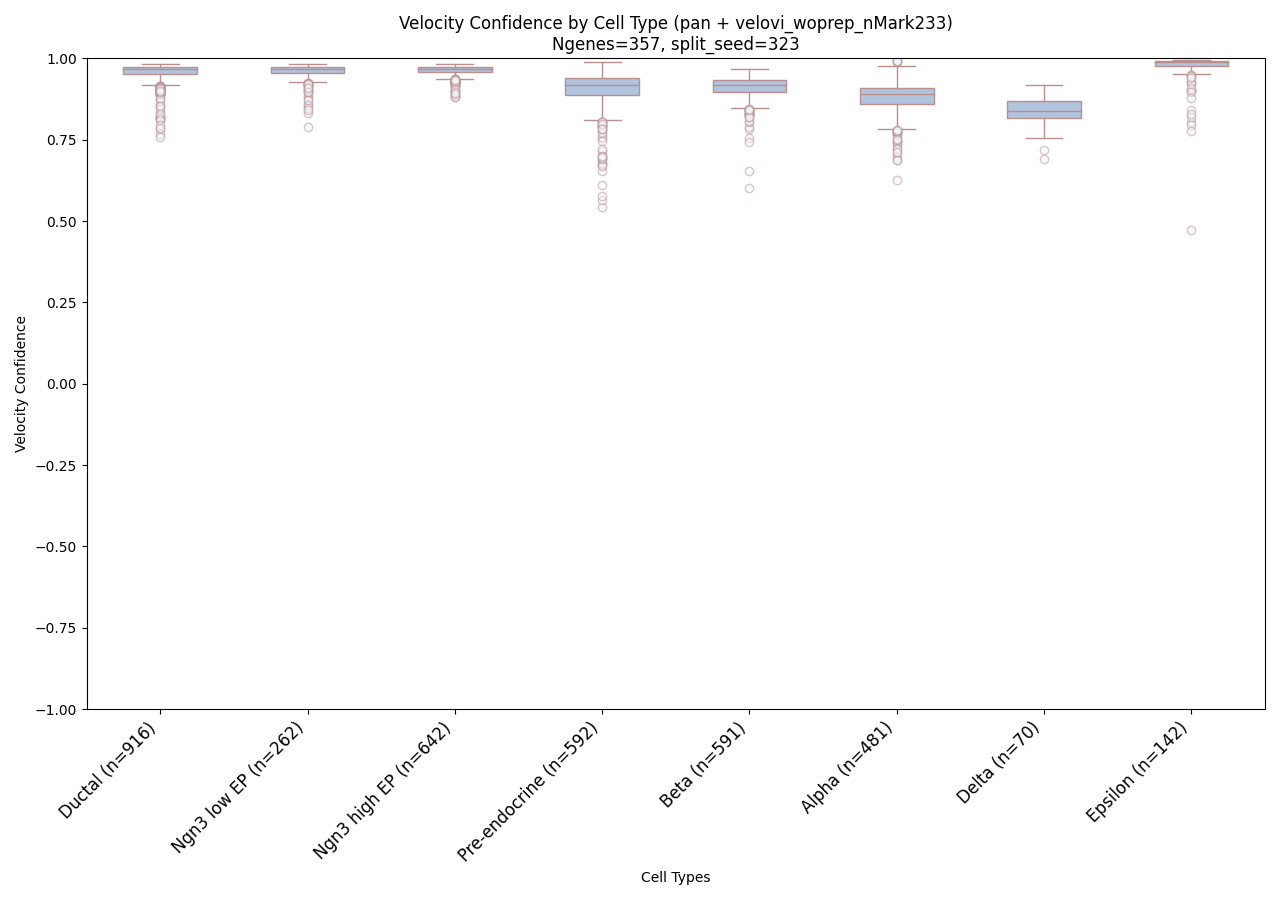 Velocity Confidence by Cell Type (pan + velovi_woprep_nMark233)
Ngenes=357, split_seed=323
1.00
0.75
0.50
0.25
0.00
−0.25
−0.50
−0.75
−1.00
Velocity Confidence
Ductal (n=916)
Ngn3 low EP (n=262)
Ngn3 high EP (n=642)
Pre-endocrine (n=592)
Beta (n=591)
Alpha (n=481)
Delta (n=70)
Epsilon (n=142)
Cell Types